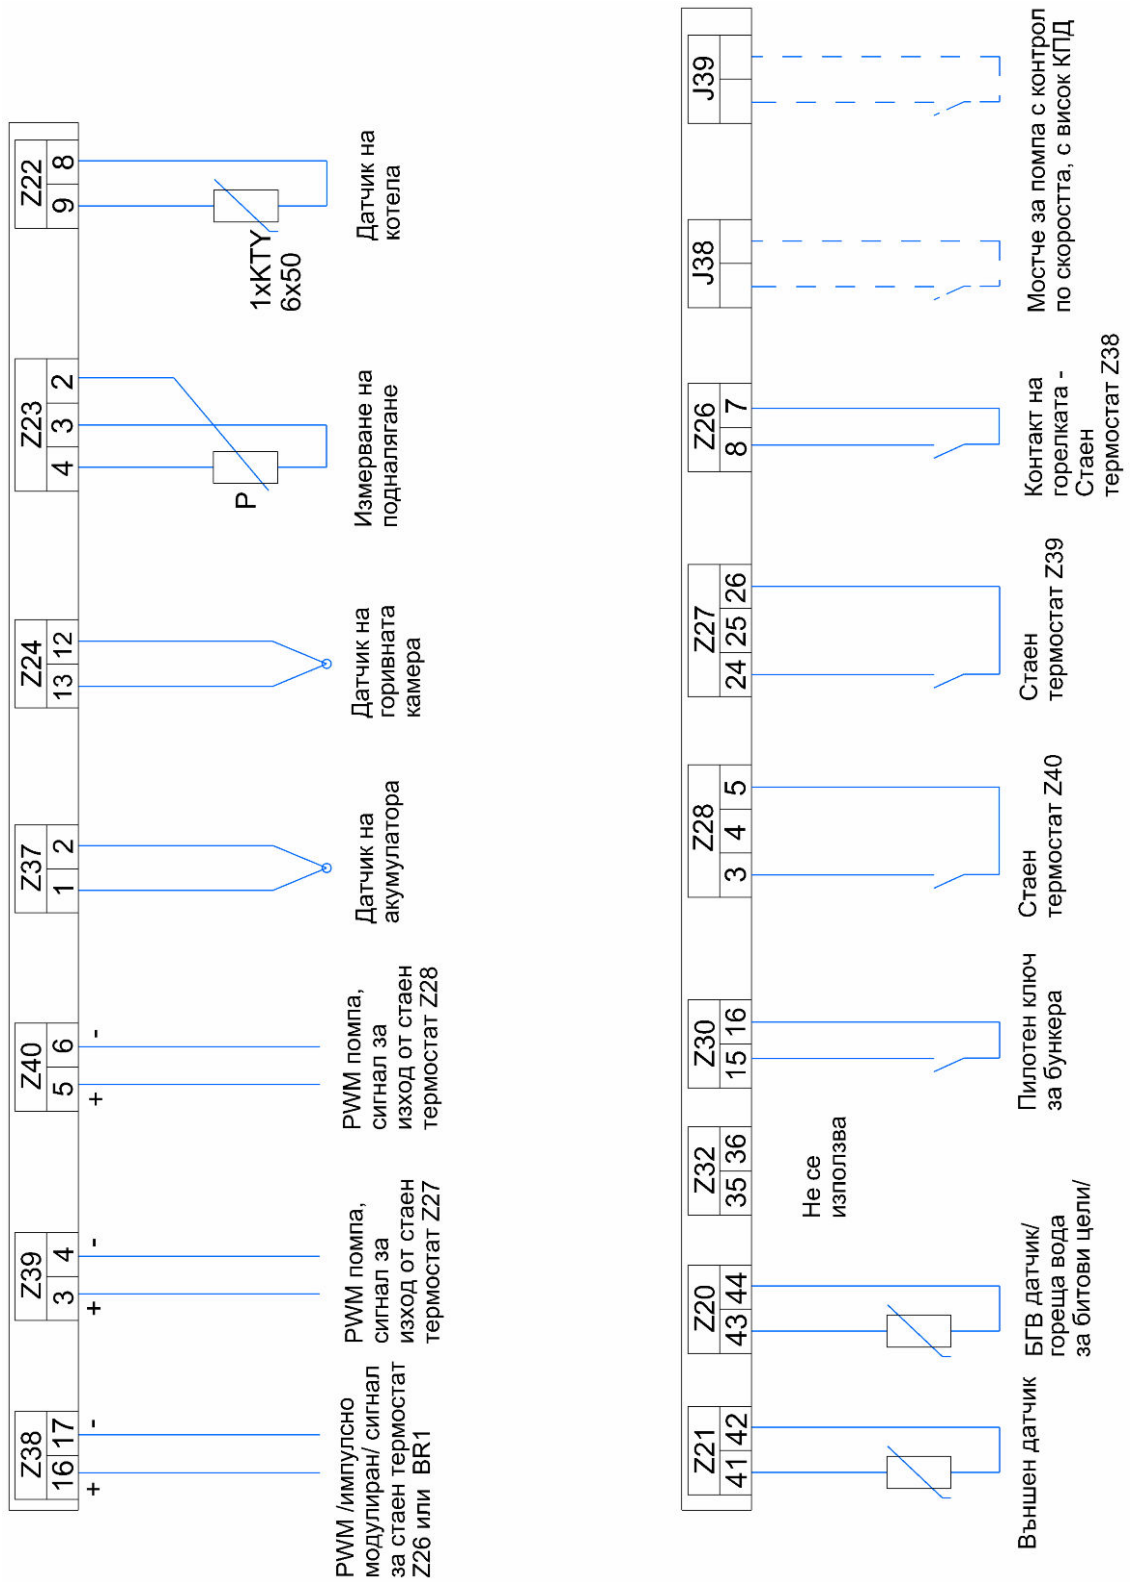 Z38
16 17
+ -
PWM /импулсно
модулиран/ сигнал
за стаен термостат
Z26 или BR1
Z39
3 4
+ -
PWM помпа,
сигнал за
изход от стаен
термостат Z27
Z40
5 6
+ -
PWM помпа,
сигнал за
изход от стаен
термостат Z28
Z37
1 2
Датчик на
акумулатора
Z24
13 12
Датчик на
горивната
камера
Z23
4 3 2
P
Измерване на
подналягане
Z22
9 8
1xKTY
6x50
Датчик на
котела
Z21
41 42
Външен датчик
Z20
43 44
БГВ датчик/
гореща вода
за битови цели/
Z32
35 36
Не се
използва
Z30
15 16
Пилотен ключ
за бункера
Z28
3 4 5
Стаен
термостат Z40
Z27
24 25 26
Стаен
термостат Z39
Z26
8 7
Контакт на
горелката -
Стаен
термостат Z38
J38
J39
Мостче за помпа с контрол
по скоростта, с висок КПД